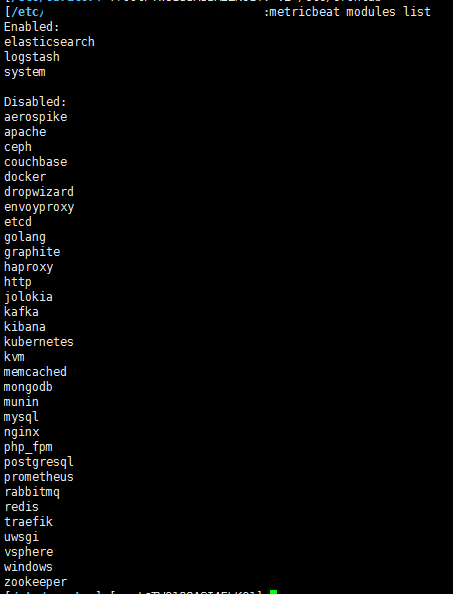 [/etc/ :metricbeat modules list
Enabled:
elasticsearch
logstash
system
Disabled:
aerospike
apache
ceph
couchbase
docker
dropwizard
envoyproxy
etcd
golang
graphite
haproxy
http
jolokia
kafka
kibana
kubernetes
kvm
memcached
mongodb
munin
mysql
nginx
php_fpm
postgresql
prometheus
rabbitmq
redis
traefik
uwsgi
vsphere
windows
zookeeper